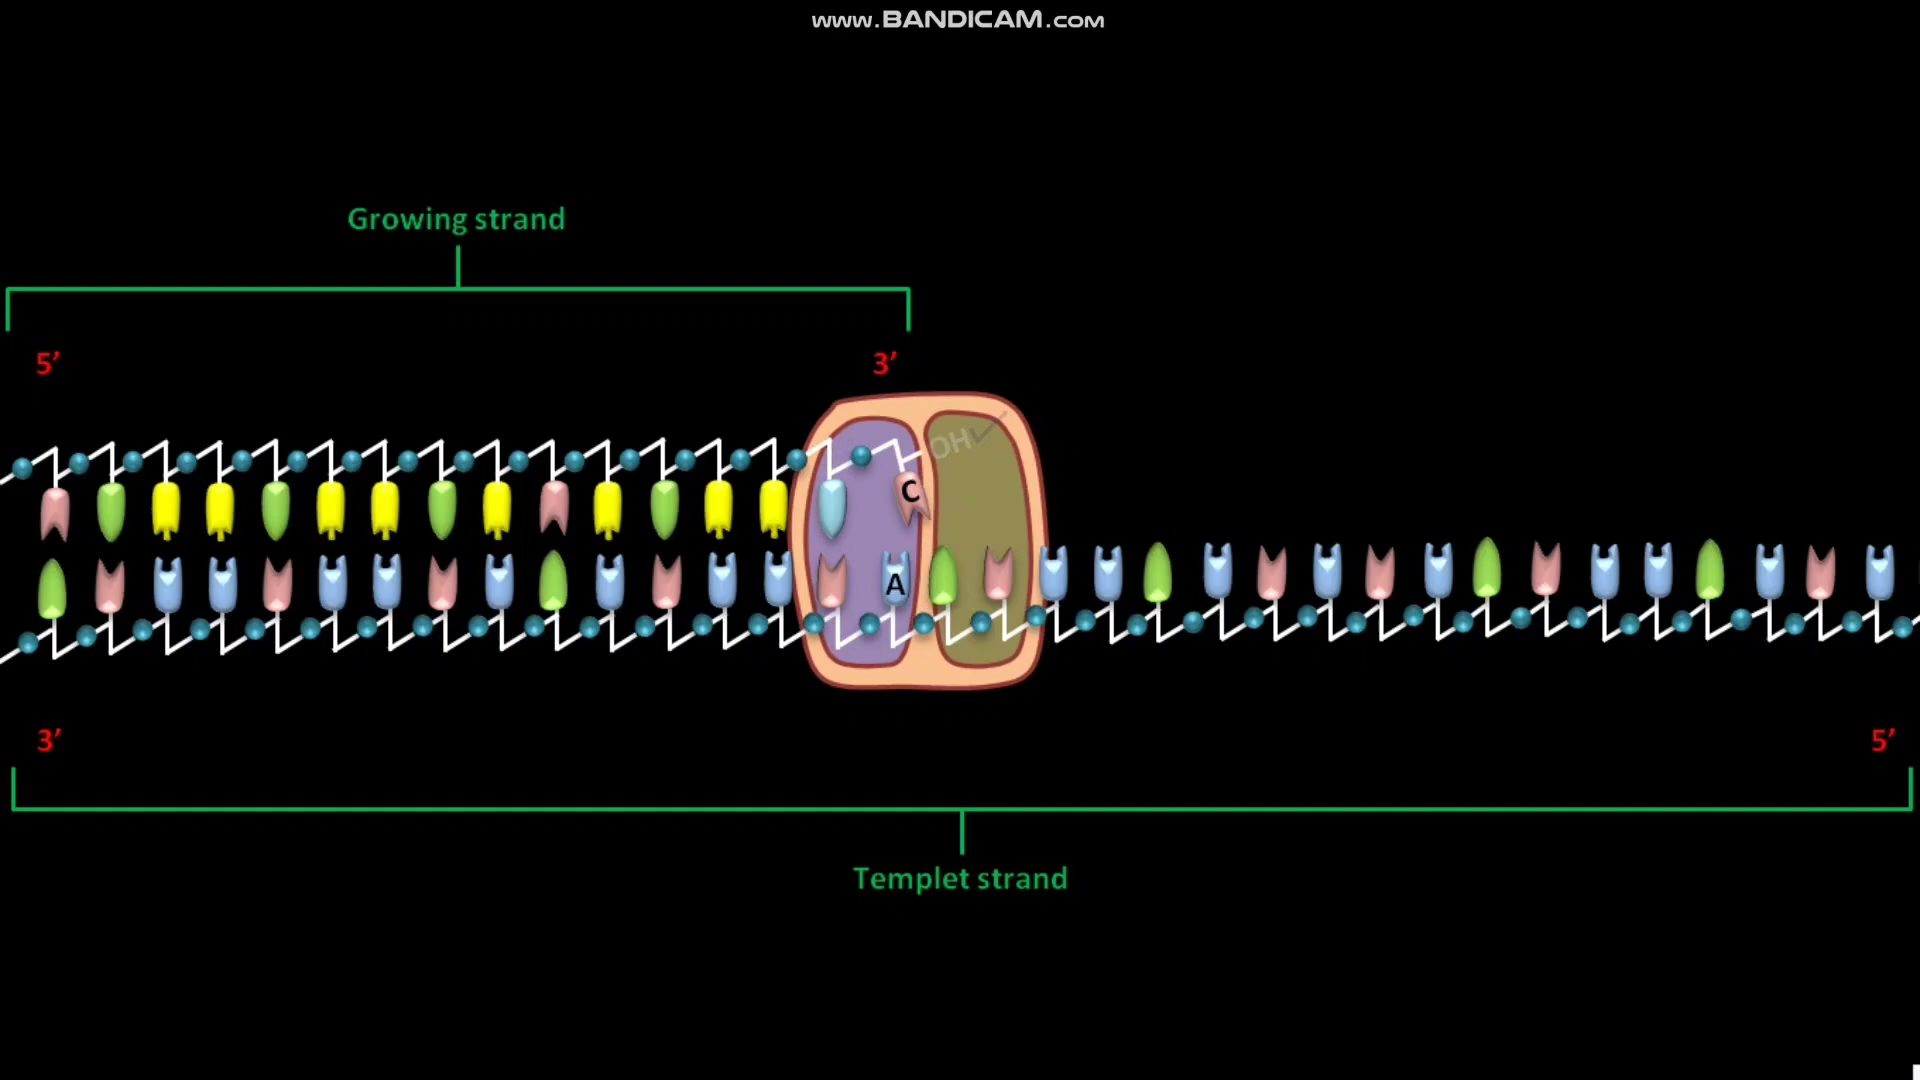 www.BANDICAM.com
Growing strand
5’ 3’
OH
C
A
3’ 5’
Templet strand